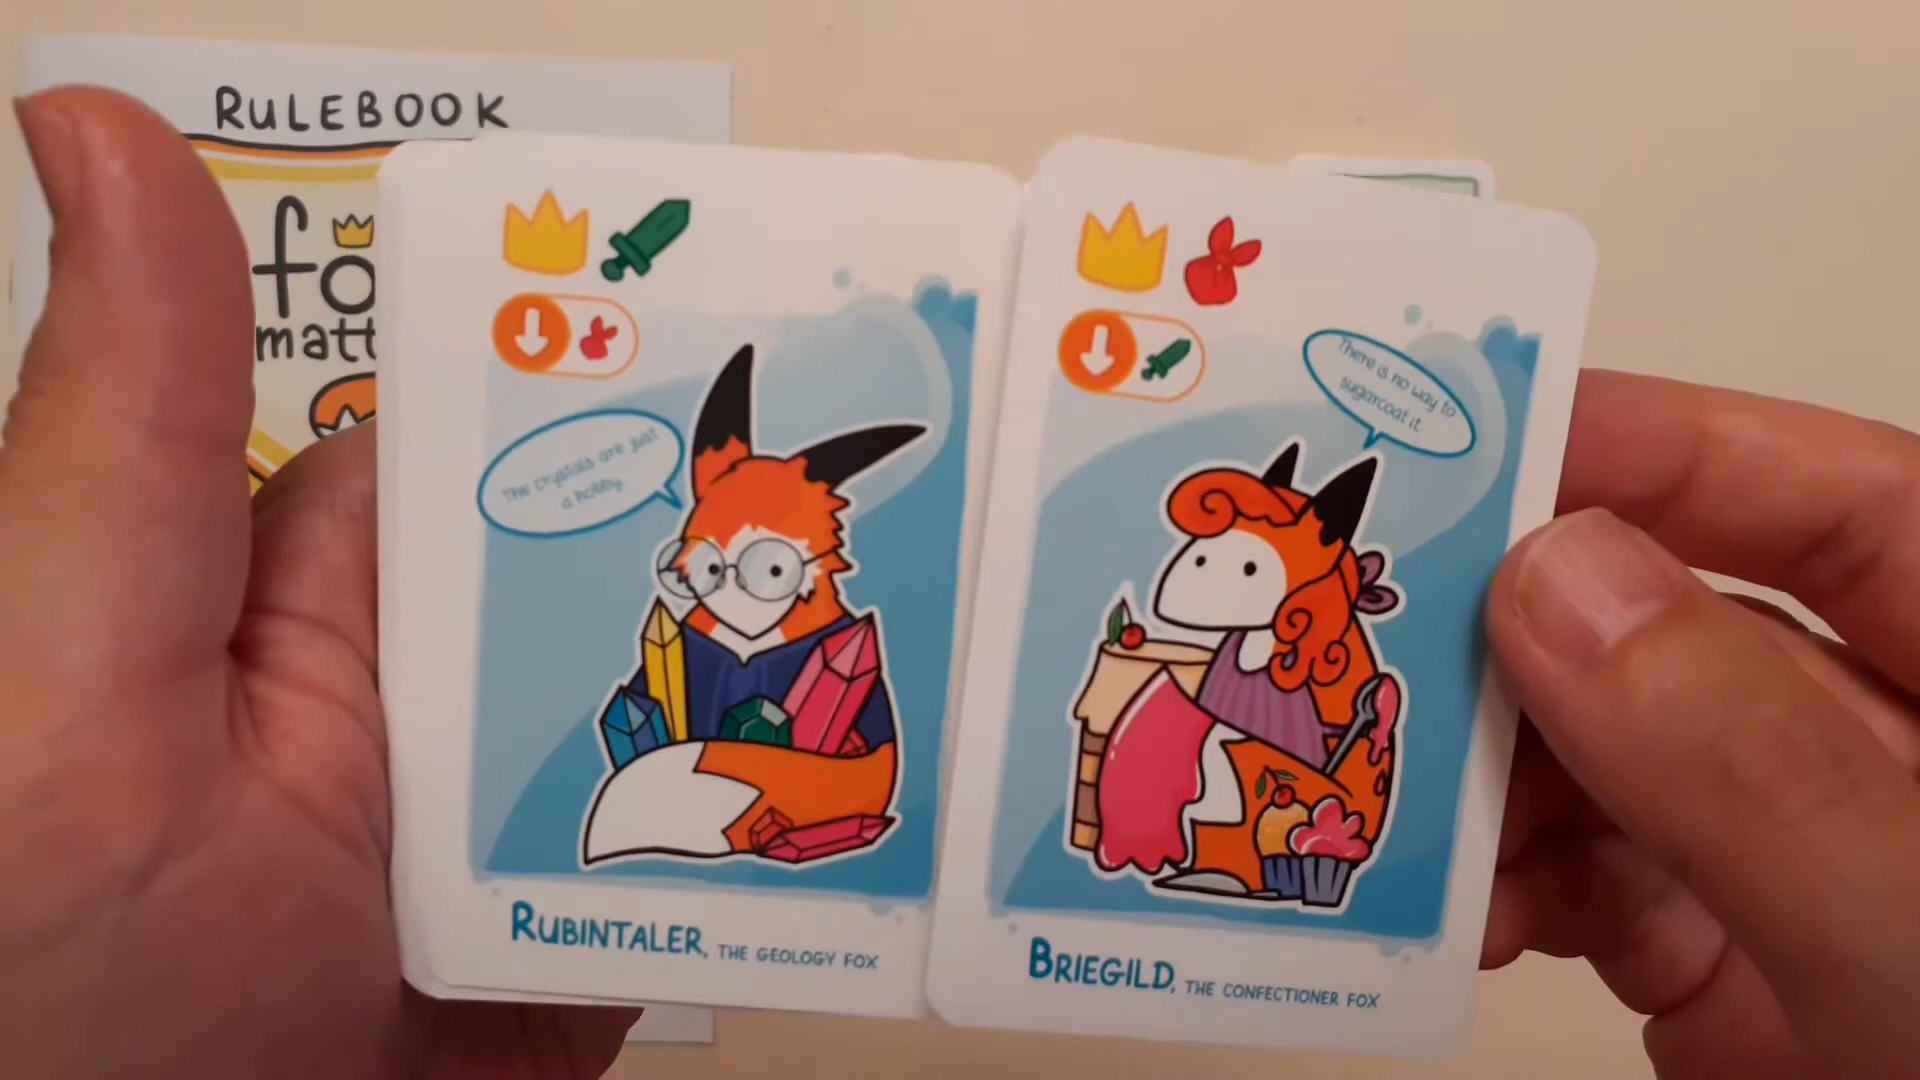 RULEBOOK
fo
matt
The crystals are just
a hobby.
There is no way to
sugarcoat it.
RUBINTALER, THE GEOLOGY FOX
BRIEGILD, THE CONFECTIONER FOX